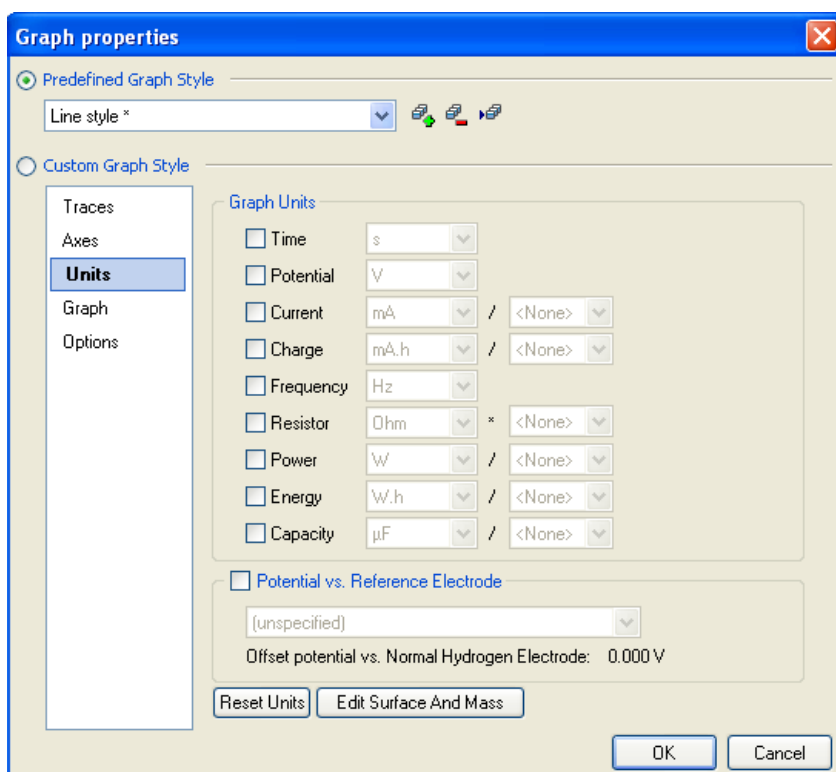 Graph properties
Predefined Graph Style
Line style *
Custom Graph Style
Traces
Axes
Units
Graph
Options
Graph Units
Time s
Potential V
Current mA / <None>
Charge mA.h / <None>
Frequency Hz
Resistor Ohm * <None>
Power W / <None>
Energy W.h / <None>
Capacity µF / <None>
Potential vs. Reference Electrode
(unspecified)
Offset potential vs. Normal Hydrogen Electrode: 0.000 V
Reset Units Edit Surface And Mass
OK Cancel